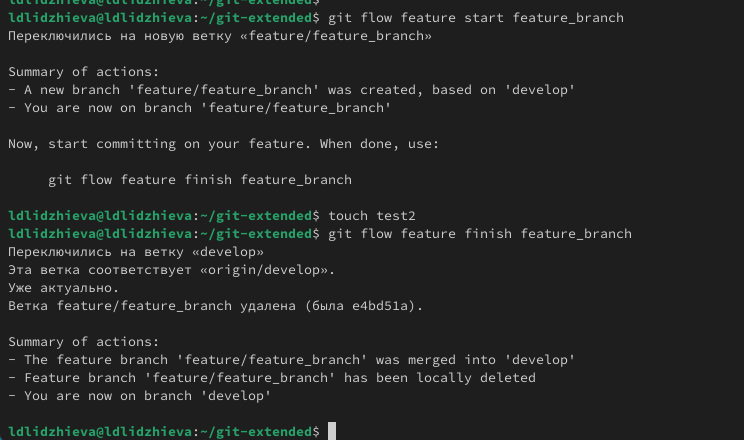 ldlidzhieva@ldlidzhieva:~/git-extended$
ldlidzhieva@ldlidzhieva:~/git-extended$ git flow feature start feature_branch
Переключились на новую ветку «feature/feature_branch»
Summary of actions:
- A new branch 'feature/feature_branch' was created, based on 'develop'
- You are now on branch 'feature/feature_branch'
Now, start committing on your feature. When done, use:
git flow feature finish feature_branch
ldlidzhieva@ldlidzhieva:~/git-extended$ touch test2
ldlidzhieva@ldlidzhieva:~/git-extended$ git flow feature finish feature_branch
Переключились на ветку «develop»
Эта ветка соответствует «origin/develop».
Уже актуально.
Ветка feature/feature_branch удалена (была e4bd51a).
Summary of actions:
- The feature branch 'feature/feature_branch' was merged into 'develop'
- Feature branch 'feature/feature_branch' has been locally deleted
- You are now on branch 'develop'
ldlidzhieva@ldlidzhieva:~/git-extended$